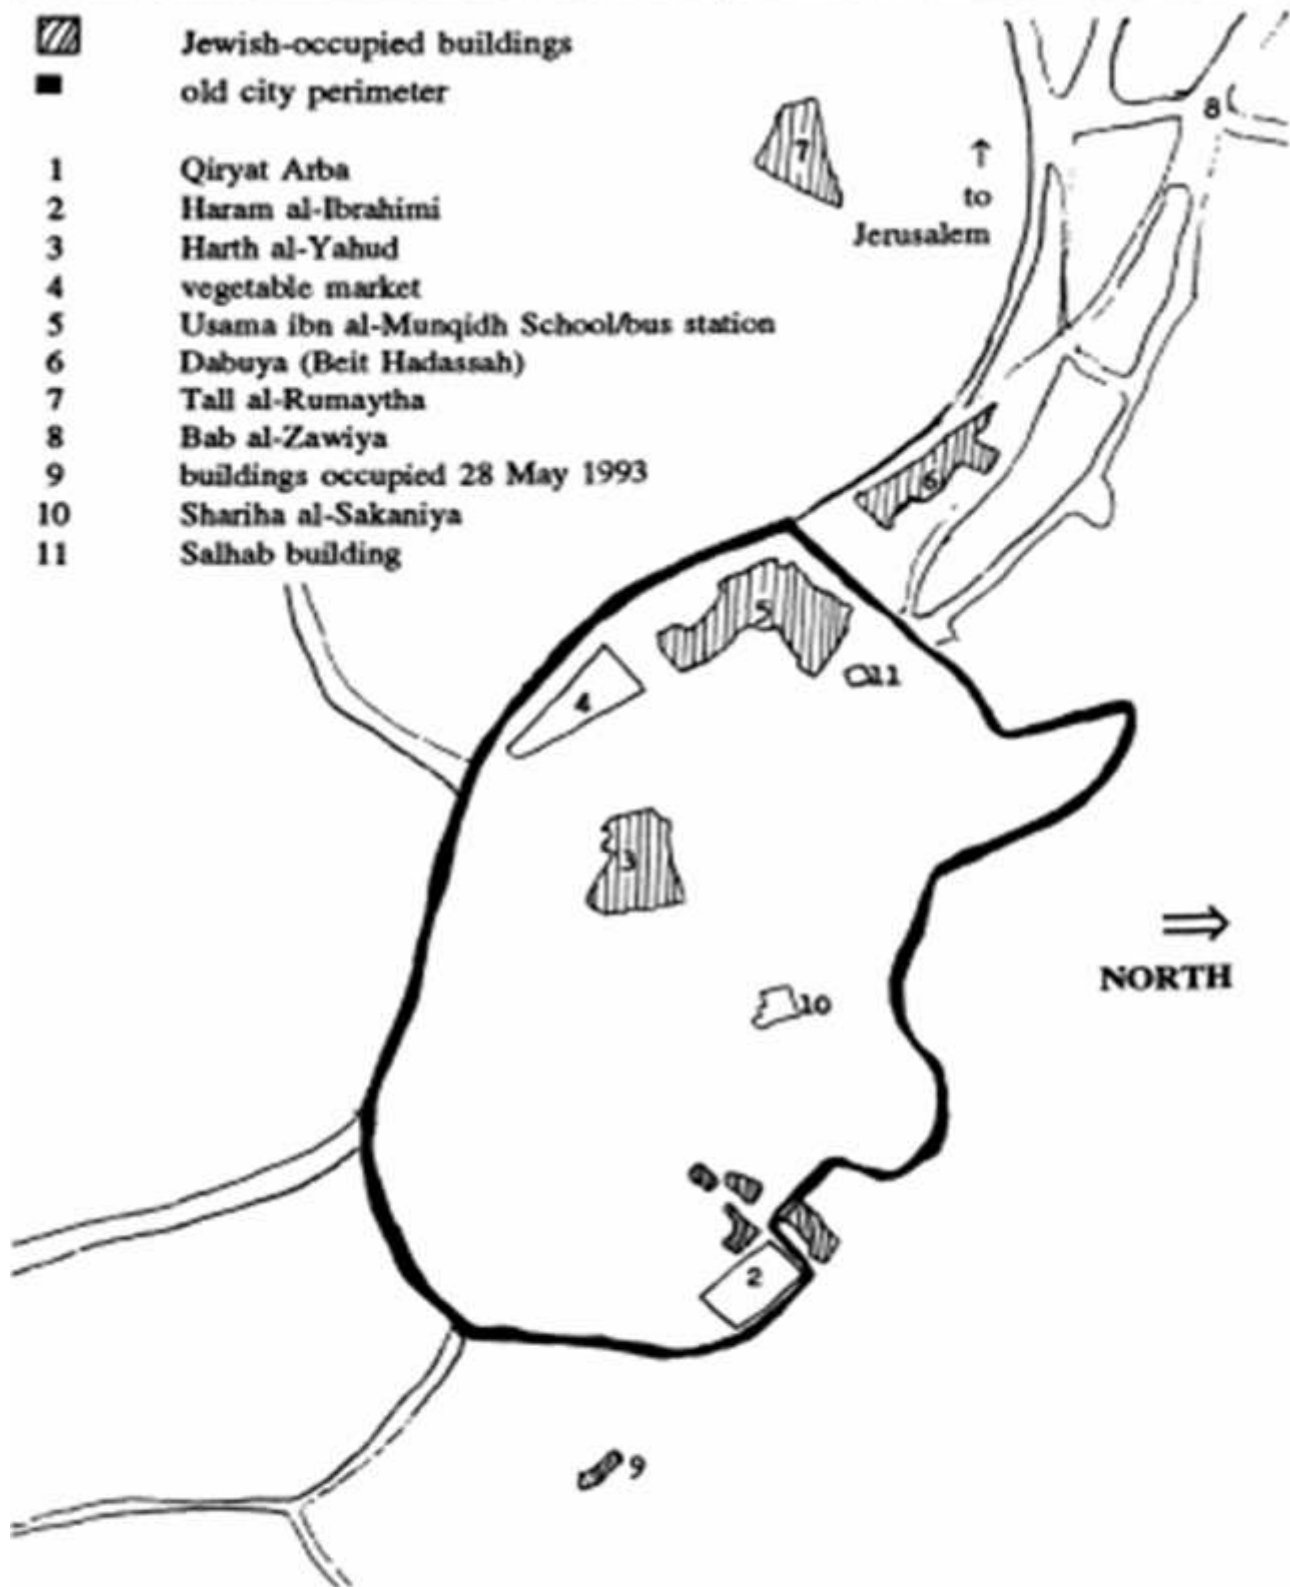 Jewish-occupied buildings
old city perimeter
1 Qiryat Arba
2 Haram al-Ibrahimi
3 Harth al-Yahud
4 vegetable market
5 Usama ibn al-Munqidh School/bus station
6 Dabuya (Beit Hadassah)
7 Tall al-Rumaytha
8 Bab al-Zawiya
9 buildings occupied 28 May 1993
10 Shariha al-Sakaniya
11 Salhab building
8
7
↑
to
Jerusalem
6
5
11
4
3
⇒
NORTH
10
2
9